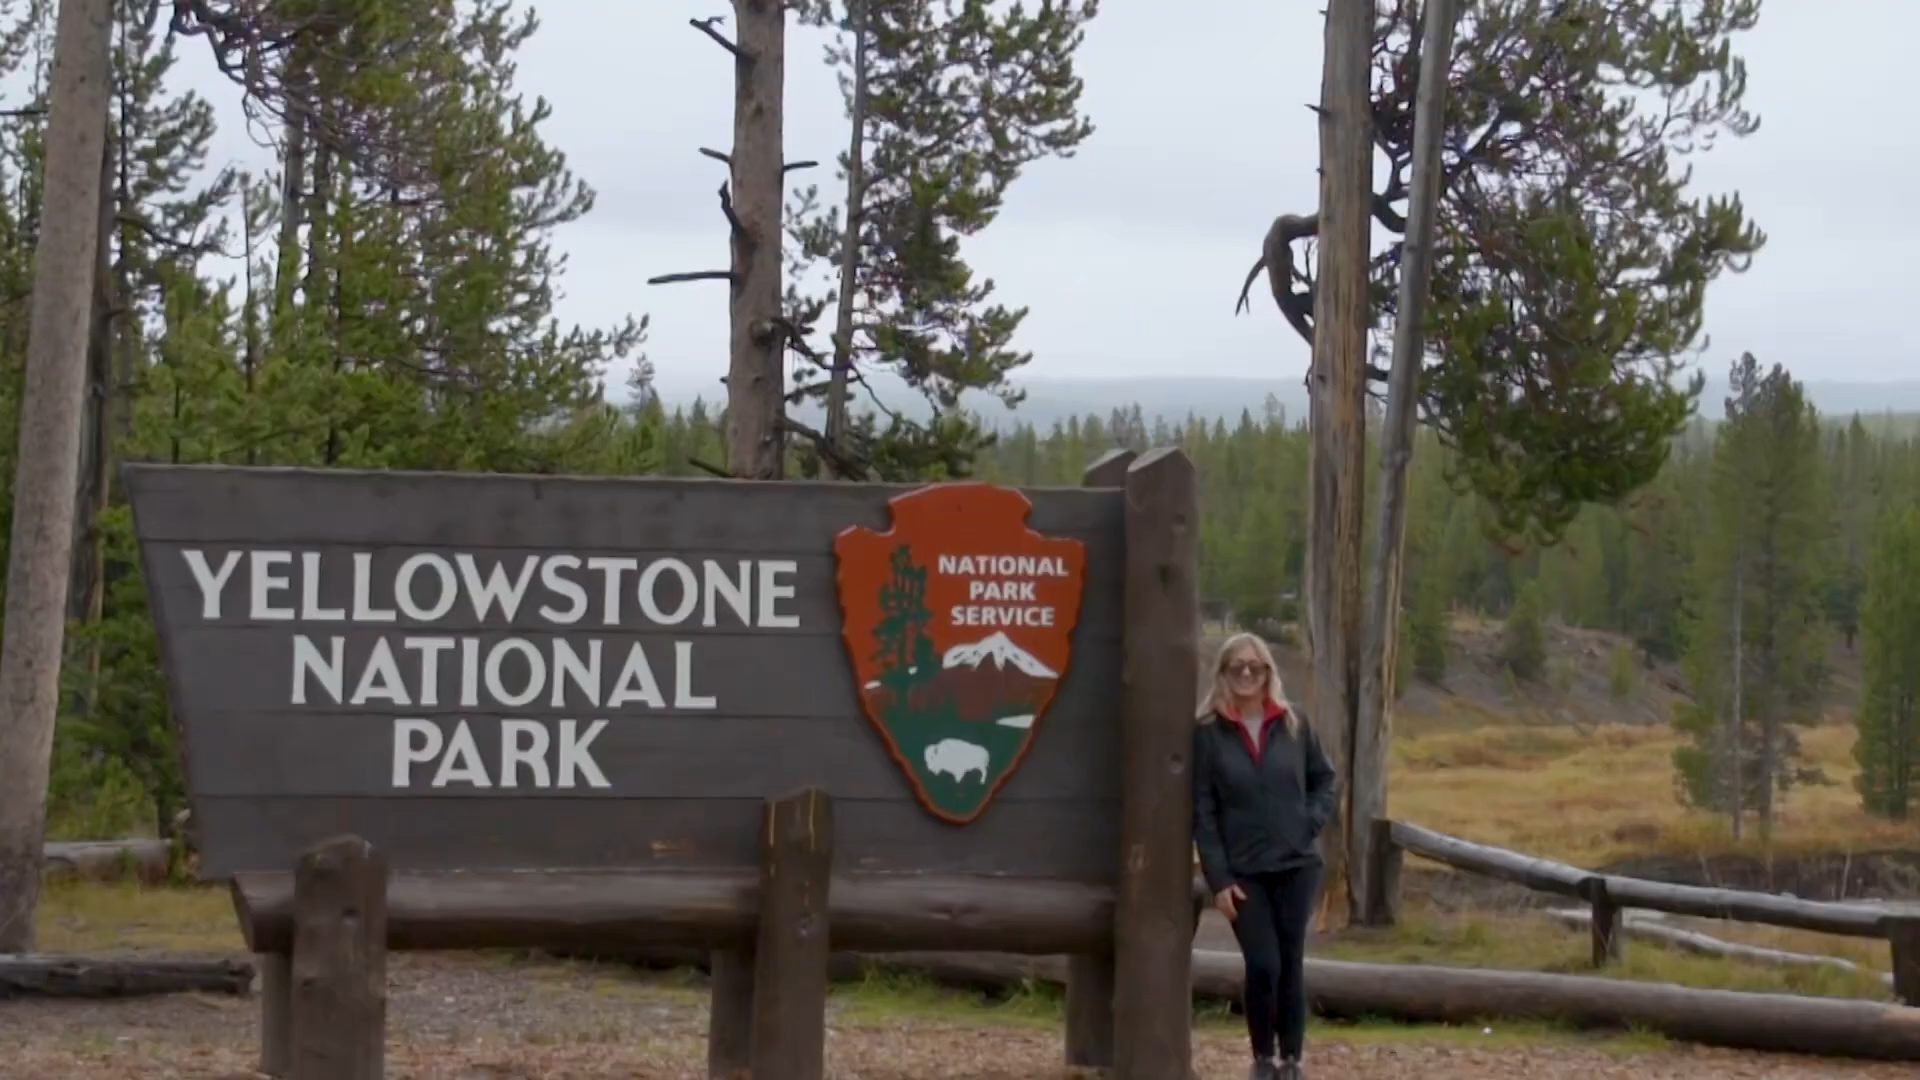 YELLOWSTONE
NATIONAL
PARK
NATIONAL
PARK
SERVICE